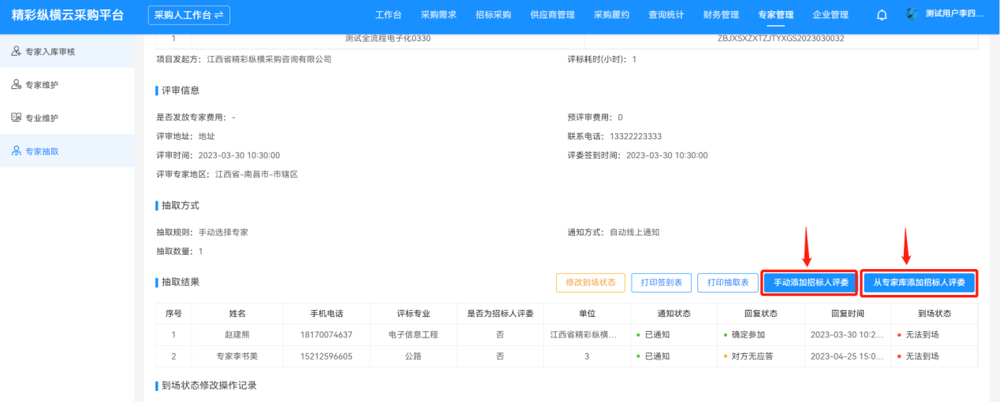 精彩纵横云采购平台 采购人工作台 工作台 采购需求 招标采购 供应商管理 采购履约 查询统计 财务管理 专家管理 企业管理 测试用户李四...
专家入库审核
专家维护
专业维护
专家抽取
1 测试全流程电子化0330 ZBJXSXZXTZJTYXGS2023030032
项目发起方：江西省精彩纵横采购咨询有限公司 评标耗时(小时)：1
评审信息
是否发放专家费用：- 预评审费用：0
评审地址：地址 联系电话：13322223333
评审时间：2023-03-30 10:30:00 评委签到时间：2023-03-30 10:30:00
评审专家地区：江西省-南昌市-市辖区
抽取方式
抽取规则：手动选择专家 通知方式：自动线上通知
抽取数量：1
抽取结果 修改到场状态 打印签到表 打印抽取表 手动添加招标人评委 从专家库添加招标人评委
序号 姓名 手机电话 评标专业 是否为招标人评委 单位 通知状态 回复状态 回复时间 到场状态
1 赵建熊 18170074637 电子信息工程 否 江西省精彩纵横... 已通知 确定参加 2023-03-30 10:2... 无法到场
2 专家李书美 15212596605 公路 否 3 已通知 对方无应答 2023-04-25 15:0... 无法到场
到场状态修改操作记录